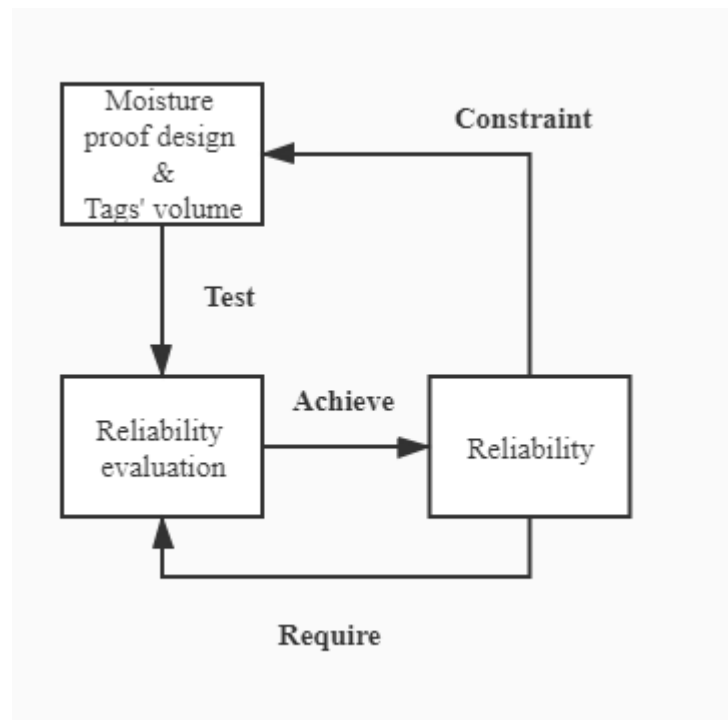 Moisture
proof design
&
Tags' volume
Constraint
Test
Achieve
Reliability
evaluation
Reliability
Require